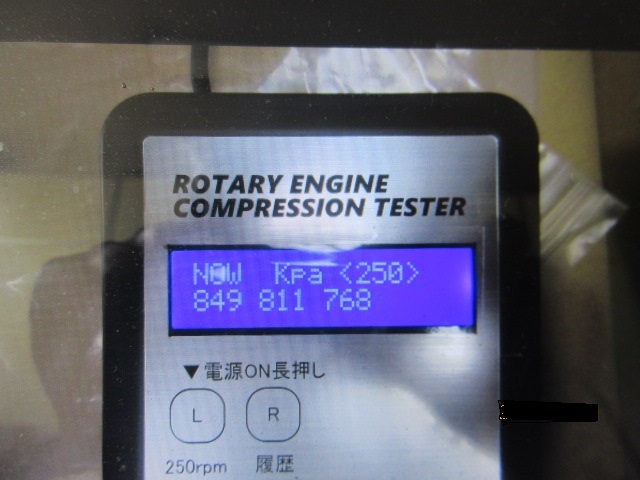 ROTARY ENGINE
COMPRESSION TESTER
NOW Kpa <250>
849 811 768
▼電源ON長押し
L R
250rpm 履歴